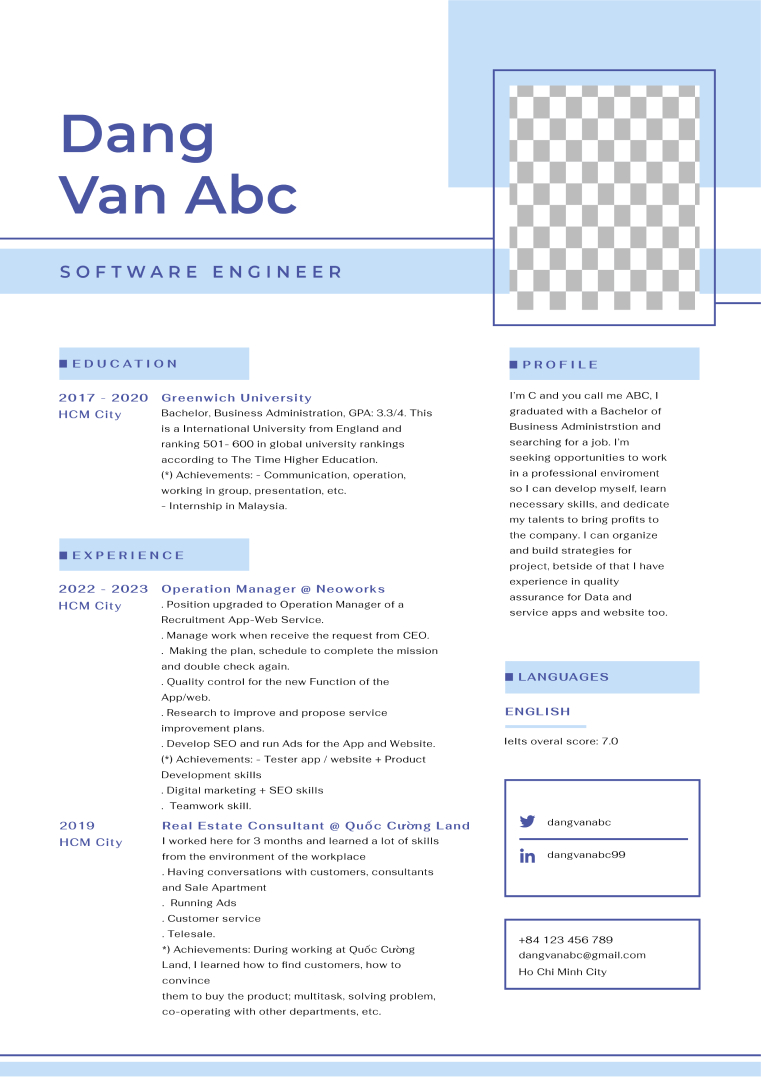 Dang
Van Abc
SOFTWARE ENGINEER
EDUCATION
2017 - 2020 Greenwich University
HCM City
Bachelor, Business Administration, GPA: 3.3/4. This
is a International University from England and
ranking 501- 600 in global university rankings
according to The Time Higher Education.
(*) Achievements: - Communication, operation,
working in group, presentation, etc.
- Internship in Malaysia.
EXPERIENCE
2022 - 2023 Operation Manager @ Neoworks
HCM City
. Position upgraded to Operation Manager of a
Recruitment App-Web Service.
. Manage work when receive the request from CEO.
. Making the plan, schedule to complete the mission
and double check again.
. Quality control for the new Function of the
App/web.
. Research to improve and propose service
improvement plans.
. Develop SEO and run Ads for the App and Website.
(*) Achievements: - Tester app / website + Product
Development skills
. Digital marketing + SEO skills
. Teamwork skill.
2019 Real Estate Consultant @ Quốc Cường Land
HCM City
I worked here for 3 months and learned a lot of skills
from the environment of the workplace
. Having conversations with customers, consultants
and Sale Apartment
. Running Ads
. Customer service
. Telesale.
*) Achievements: During working at Quốc Cường
Land, I learned how to find customers, how to
convince
them to buy the product; multitask, solving problem,
co-operating with other departments, etc.
PROFILE
I'm C and you call me ABC, I
graduated with a Bachelor of
Business Administrstion and
searching for a job. I'm
seeking opportunities to work
in a professional enviroment
so I can develop myself, learn
necessary skills, and dedicate
my talents to bring profits to
the company. I can organize
and build strategies for
project, betside of that I have
experience in quality
assurance for Data and
service apps and website too.
LANGUAGES
ENGLISH
Ielts overal score: 7.0
dangvanabc
dangvanabc99
+84 123 456 789
dangvanabc@gmail.com
Ho Chi Minh City